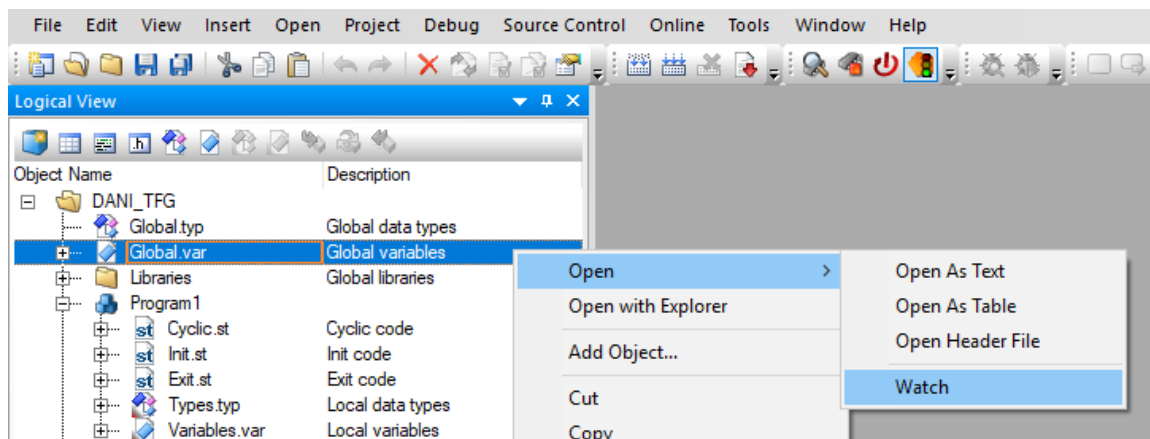 File Edit View Insert Open Project Debug Source Control Online Tools Window Help
Logical View
.h
Object Name Description
DANI_TFG
Global.typ Global data types
Global.var Global variables
Libraries Global libraries
Program1
st Cyclic.st Cyclic code
st Init.st Init code
st Exit.st Exit code
Types.typ Local data types
Variables.var Local variables
Open >
Open with Explorer
Add Object...
Cut
Copy
Open As Text
Open As Table
Open Header File
Watch